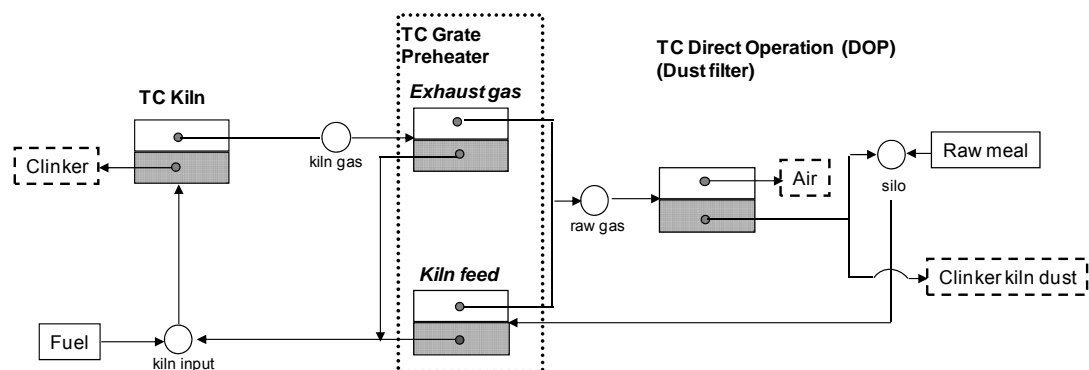 TC Grate
Preheater
TC Direct Operation (DOP)
(Dust filter)
TC Kiln
Exhaust gas
Clinker
kiln gas
Air
Raw meal
silo
raw gas
Kiln feed
Clinker kiln dust
Fuel
kiln input